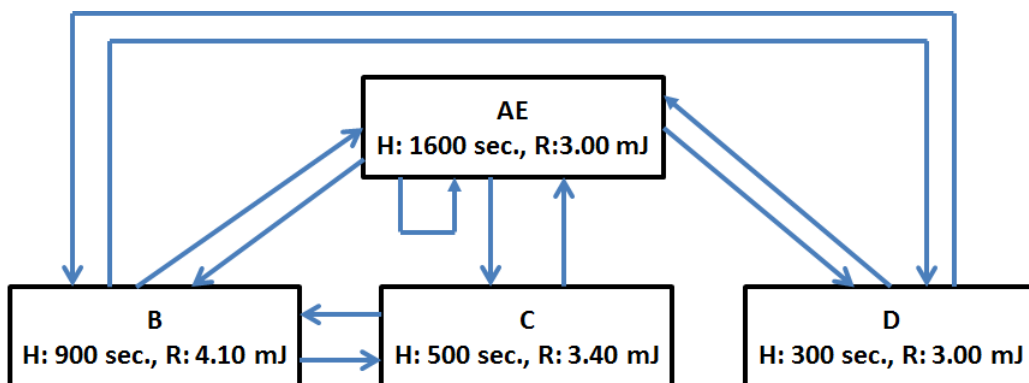 AE
H: 1600 sec., R:3.00 mJ
B
H: 900 sec., R: 4.10 mJ
C
H: 500 sec., R: 3.40 mJ
D
H: 300 sec., R: 3.00 mJ